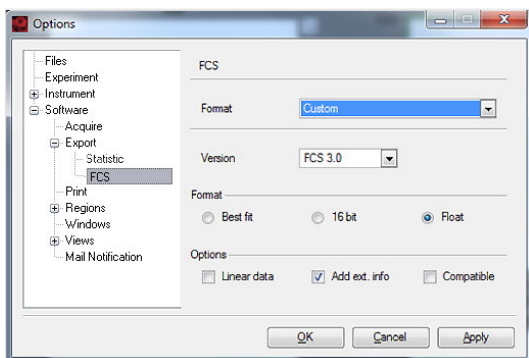 Options
Files
Experiment
Instrument
Software
Acquire
Export
Statistic
FCS
Print
Regions
Windows
Views
Mail Notification
FCS
Format Custom
Version FCS 3.0
Format
Best fit 16 bit Float
Options
Linear data Add ext. info Compatible
OK Cancel Apply